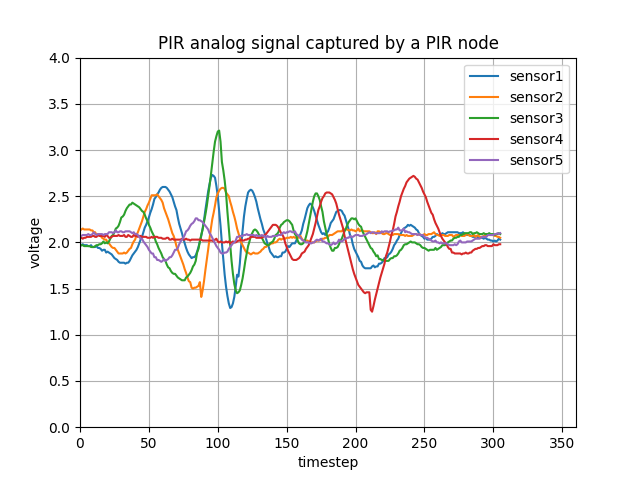 PIR analog signal captured by a PIR node
4.0
3.5
3.0
2.5
2.0
1.5
1.0
0.5
0.0
voltage
sensor1
sensor2
sensor3
sensor4
sensor5
0 50 100 150 200 250 300 350
timestep